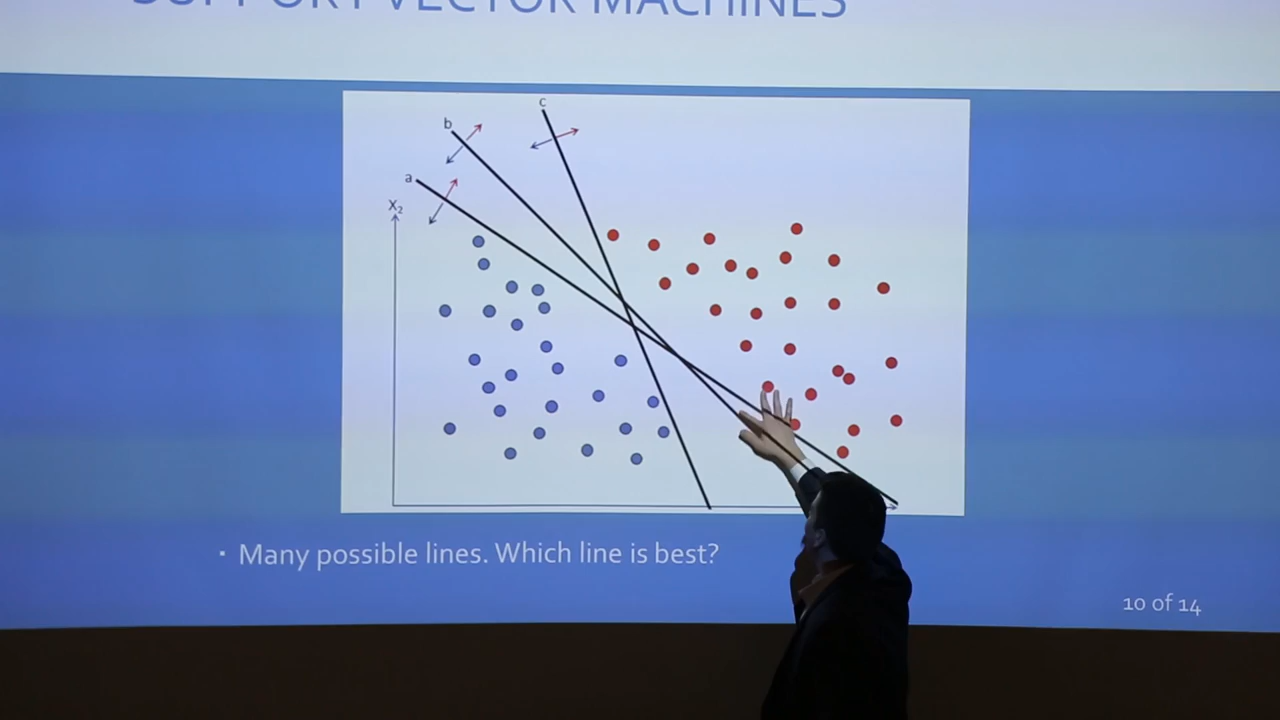 SUPPORT VECTOR MACHINES
c
b
a
X₂
· Many possible lines. Which line is best?
10 of 14